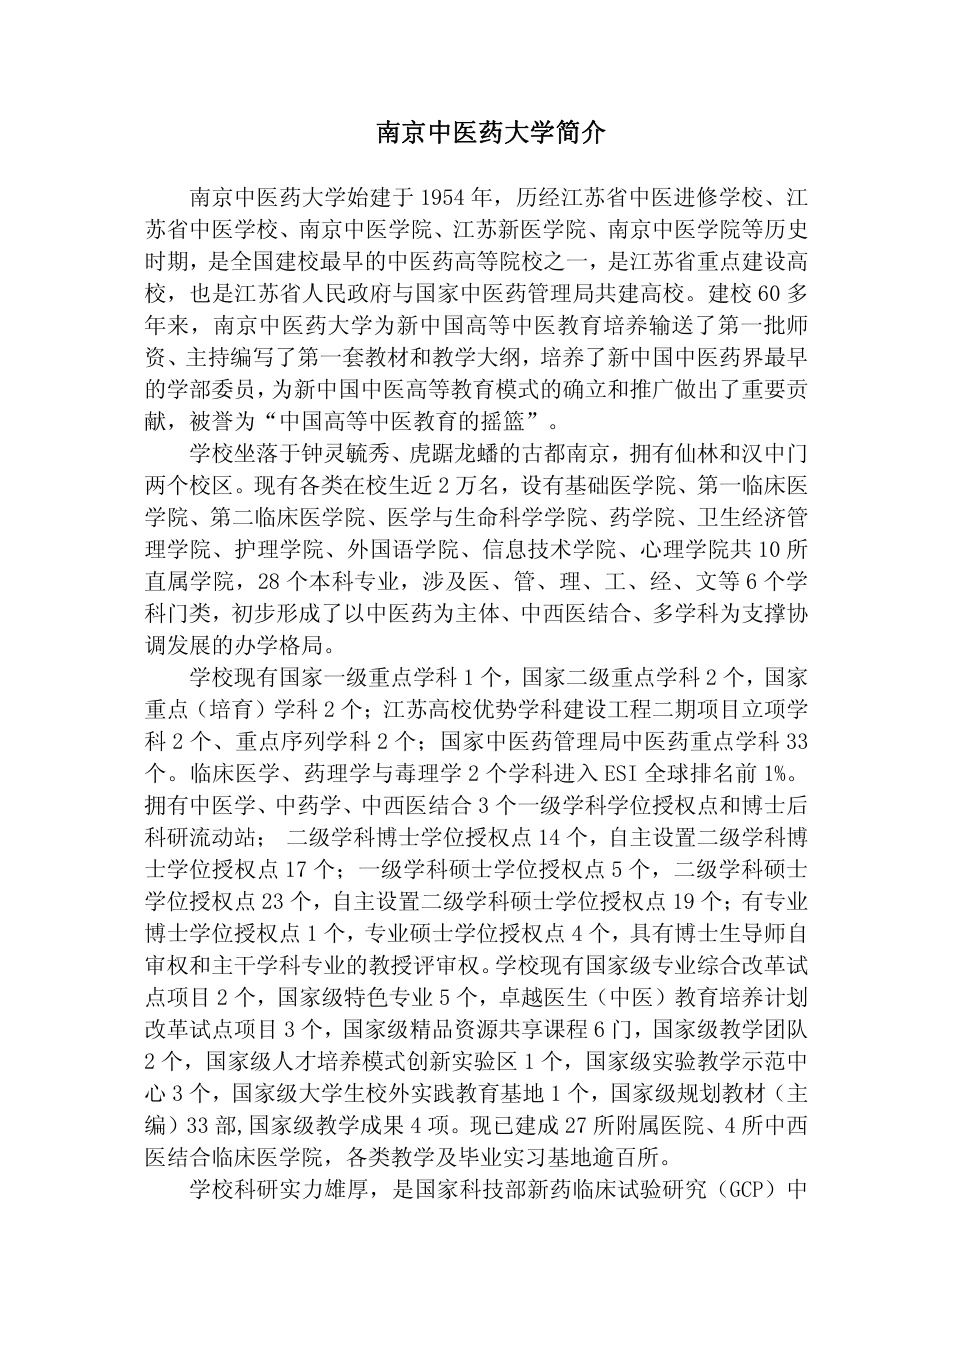 南京中医药大学简介
南京中医药大学始建于 1954 年，历经江苏省中医进修学校、江
苏省中医学校、南京中医学院、江苏新医学院、南京中医学院等历史
时期，是全国建校最早的中医药高等院校之一，是江苏省重点建设高
校，也是江苏省人民政府与国家中医药管理局共建高校。建校 60 多
年来，南京中医药大学为新中国高等中医教育培养输送了第一批师
资、主持编写了第一套教材和教学大纲，培养了新中国中医药界最早
的学部委员，为新中国中医高等教育模式的确立和推广做出了重要贡
献，被誉为“中国高等中医教育的摇篮”。
学校坐落于钟灵毓秀、虎踞龙蟠的古都南京，拥有仙林和汉中门
两个校区。现有各类在校生近 2 万名，设有基础医学院、第一临床医
学院、第二临床医学院、医学与生命科学学院、药学院、卫生经济管
理学院、护理学院、外国语学院、信息技术学院、心理学院共 10 所
直属学院，28 个本科专业，涉及医、管、理、工、经、文等 6 个学
科门类，初步形成了以中医药为主体、中西医结合、多学科为支撑协
调发展的办学格局。
学校现有国家一级重点学科 1 个，国家二级重点学科 2 个，国家
重点（培育）学科 2 个；江苏高校优势学科建设工程二期项目立项学
科 2 个、重点序列学科 2 个；国家中医药管理局中医药重点学科 33
个。临床医学、药理学与毒理学 2 个学科进入 ESI 全球排名前 1%。
拥有中医学、中药学、中西医结合 3 个一级学科学位授权点和博士后
科研流动站； 二级学科博士学位授权点 14 个，自主设置二级学科博
士学位授权点 17 个；一级学科硕士学位授权点 5 个，二级学科硕士
学位授权点 23 个，自主设置二级学科硕士学位授权点 19 个；有专业
博士学位授权点 1 个，专业硕士学位授权点 4 个，具有博士生导师自
审权和主干学科专业的教授评审权。学校现有国家级专业综合改革试
点项目 2 个，国家级特色专业 5 个，卓越医生（中医）教育培养计划
改革试点项目 3 个，国家级精品资源共享课程 6 门，国家级教学团队
2 个，国家级人才培养模式创新实验区 1 个，国家级实验教学示范中
心 3 个，国家级大学生校外实践教育基地 1 个，国家级规划教材（主
编）33 部,国家级教学成果 4 项。现已建成 27 所附属医院、4 所中西
医结合临床医学院，各类教学及毕业实习基地逾百所。
学校科研实力雄厚，是国家科技部新药临床试验研究（GCP）中